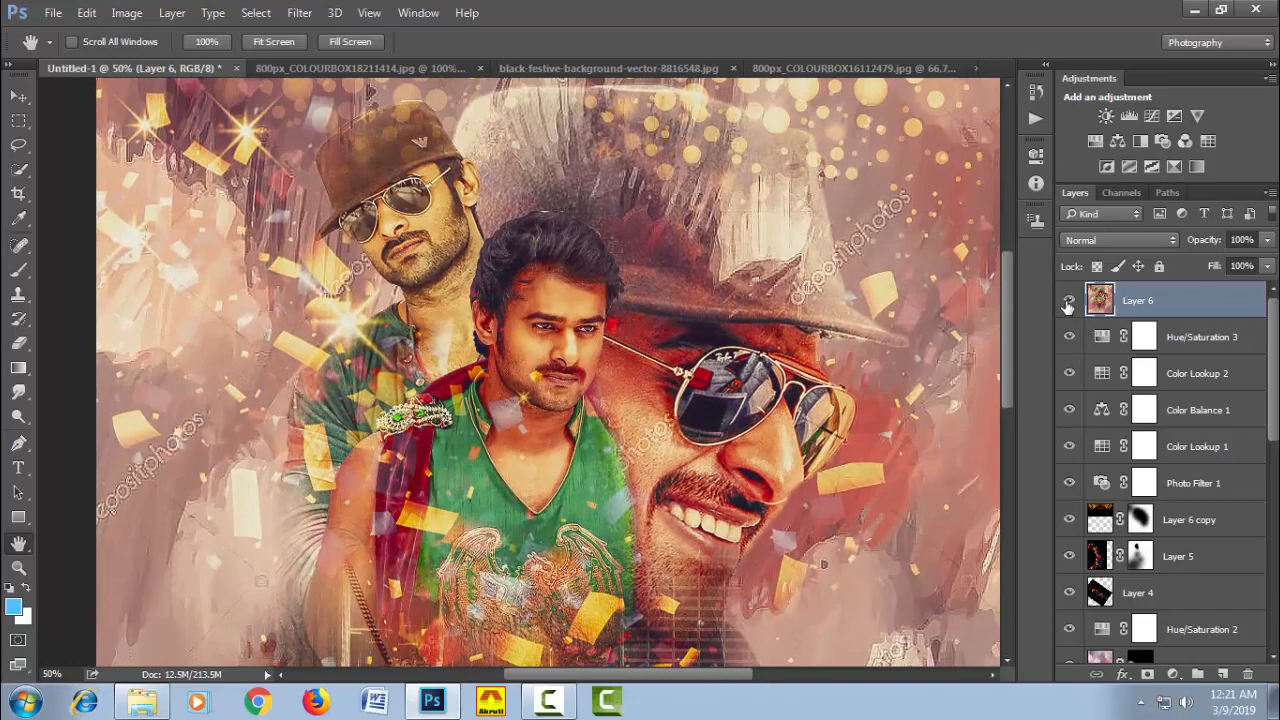 Ps File Edit Image Layer Type Select Filter 3D View Window Help
Scroll All Windows 100% Fit Screen Fill Screen Photography
Untitled-1 @ 50% (Layer 6, RGB/8) * × 800px_COLOURBOX18211414.jpg @ 100%... × black-festive-background-vector-8816548.jpg × 800px_COLOURBOX16112479.jpg @ 66.7...
Adjustments
Add an adjustment
Layers Channels Paths
Kind
Normal Opacity: 100%
Lock: Fill: 100%
Layer 6
Hue/Saturation 3
Color Lookup 2
Color Balance 1
Color Lookup 1
Photo Filter 1
Layer 6 copy
Layer 5
Layer 4
Hue/Saturation 2
depositphotos
depositphotos
50% Doc: 12.5M/213.5M
Ps Akruti
12:21 AM
3/9/2019